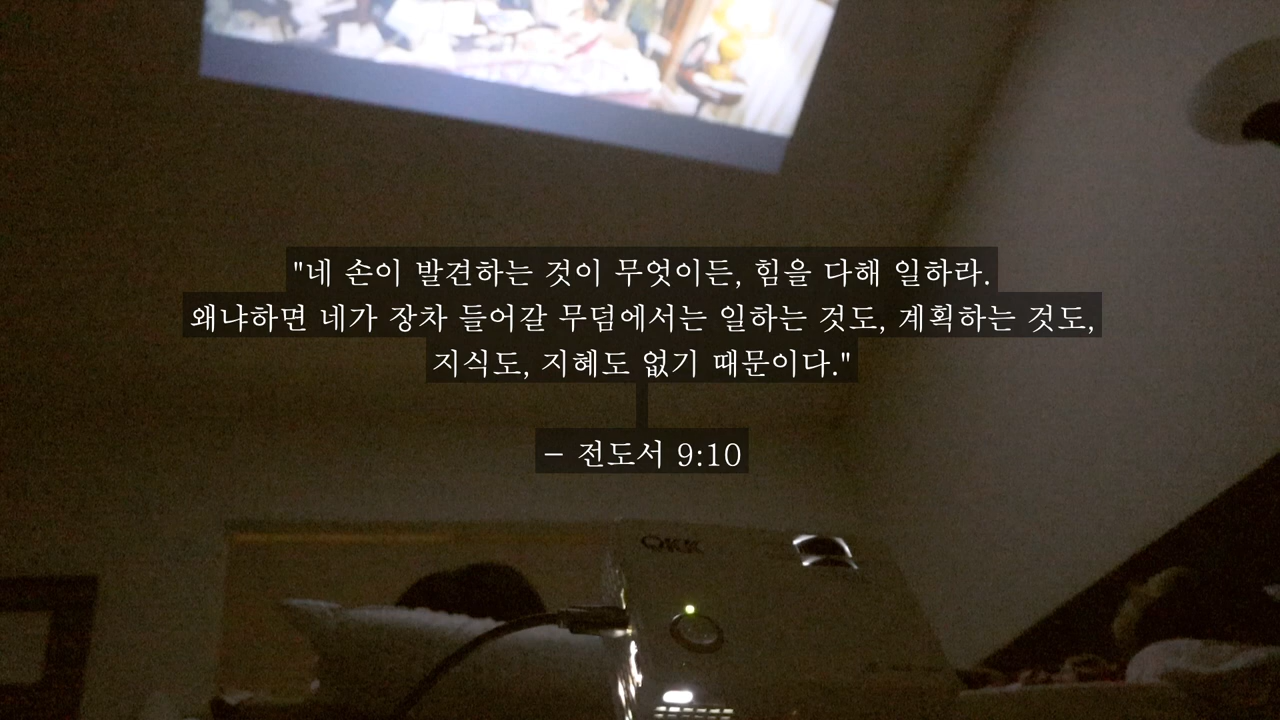 "네 손이 발견하는 것이 무엇이든, 힘을 다해 일하라.
왜냐하면 네가 장차 들어갈 무덤에서는 일하는 것도, 계획하는 것도,
지식도, 지혜도 없기 때문이다."
– 전도서 9:10
QKK